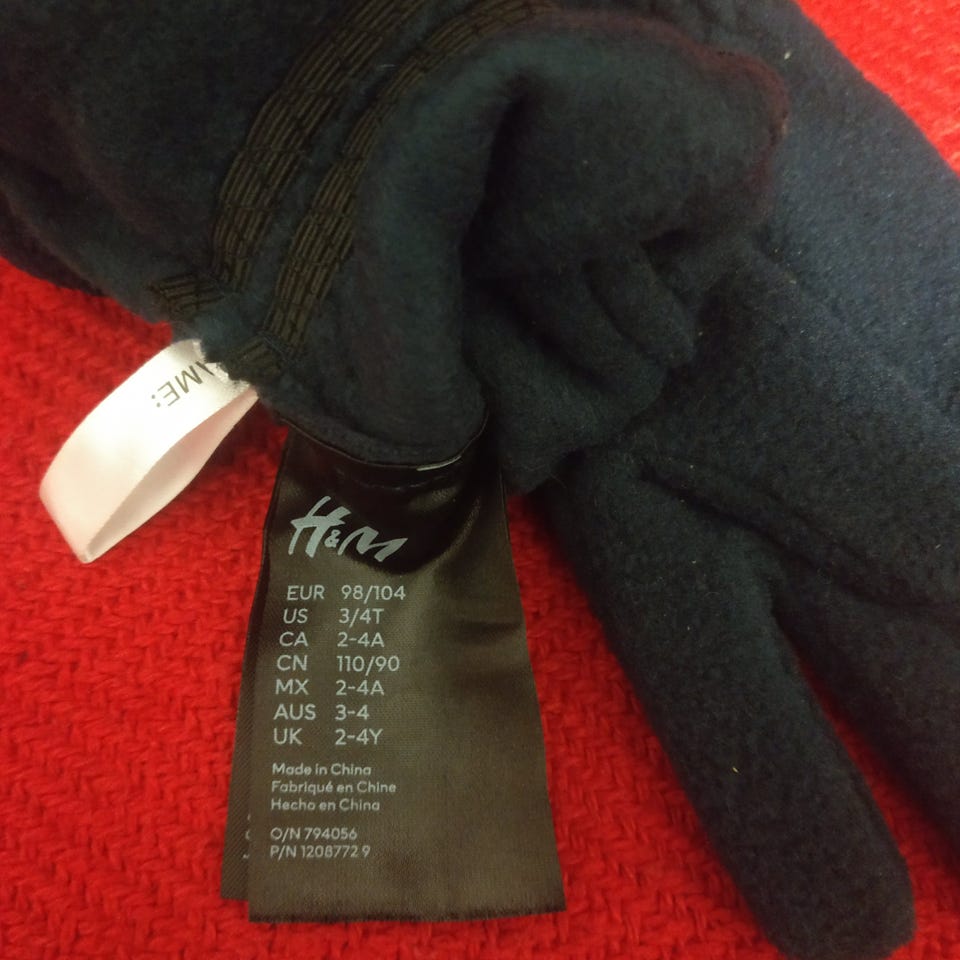 ME:
H&M
EUR 98/104
US 3/4T
CA 2-4A
CN 110/90
MX 2-4A
AUS 3-4
UK 2-4Y
Made in China
Fabriqué en Chine
Hecho en China
O/N 794056
P/N 1208772 9